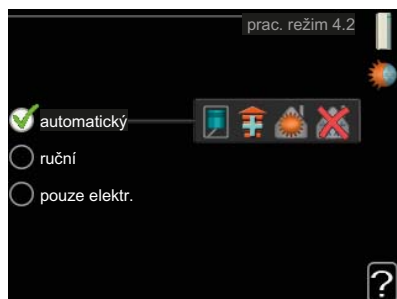 prac. režim 4.2
automatický
ruční
pouze elektr.
?